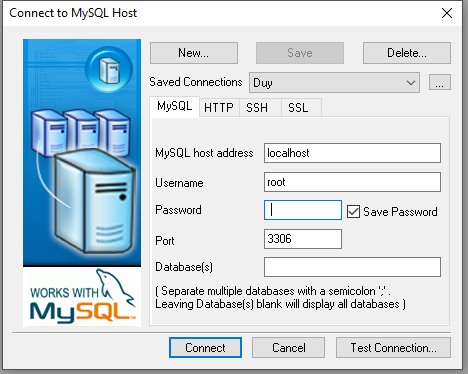 Connect to MySQL Host
New...
Save
Delete...
Saved Connections
Duy
...
MySQL
HTTP
SSH
SSL
MySQL host address
localhost
Username
root
Password
Save Password
Port
3306
Database(s)
( Separate multiple databases with a semicolon ';' .
Leaving Database(s) blank will display all databases )
WORKS WITH
MySQL
Connect
Cancel
Test Connection...